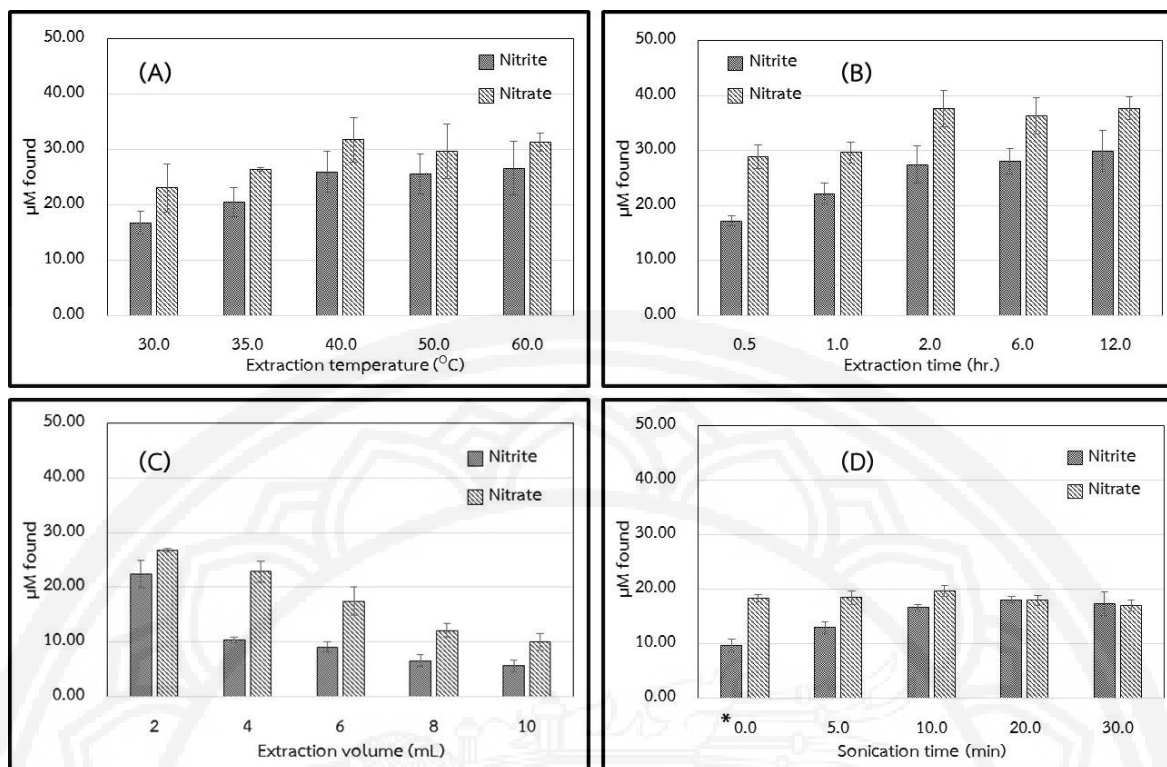 (A)
Nitrite
Nitrate
50.00
40.00
30.00
20.00
10.00
0.00
µM found
30.0 35.0 40.0 50.0 60.0
Extraction temperature (°C)
(B)
Nitrite
Nitrate
50.00
40.00
30.00
20.00
10.00
0.00
µM found
0.5 1.0 2.0 6.0 12.0
Extraction time (hr.)
(C)
Nitrite
Nitrate
50.00
40.00
30.00
20.00
10.00
0.00
µM found
2 4 6 8 10
Extraction volume (mL)
(D)
Nitrite
Nitrate
50.00
40.00
30.00
20.00
10.00
0.00
µM found
* 0.0 5.0 10.0 20.0 30.0
Sonication time (min)